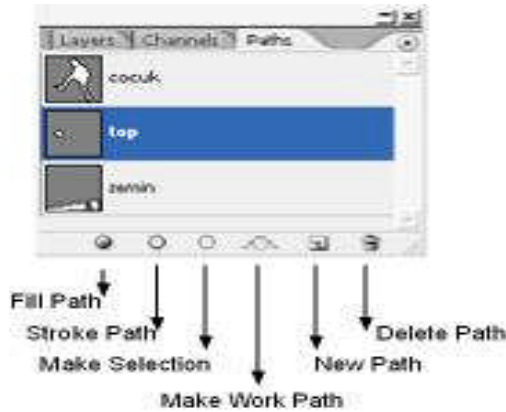 Layers Channels Paths
cocuk
top
zemin
Fill Path
Stroke Path
Delete Path
Make Selection
New Path
Make Work Path